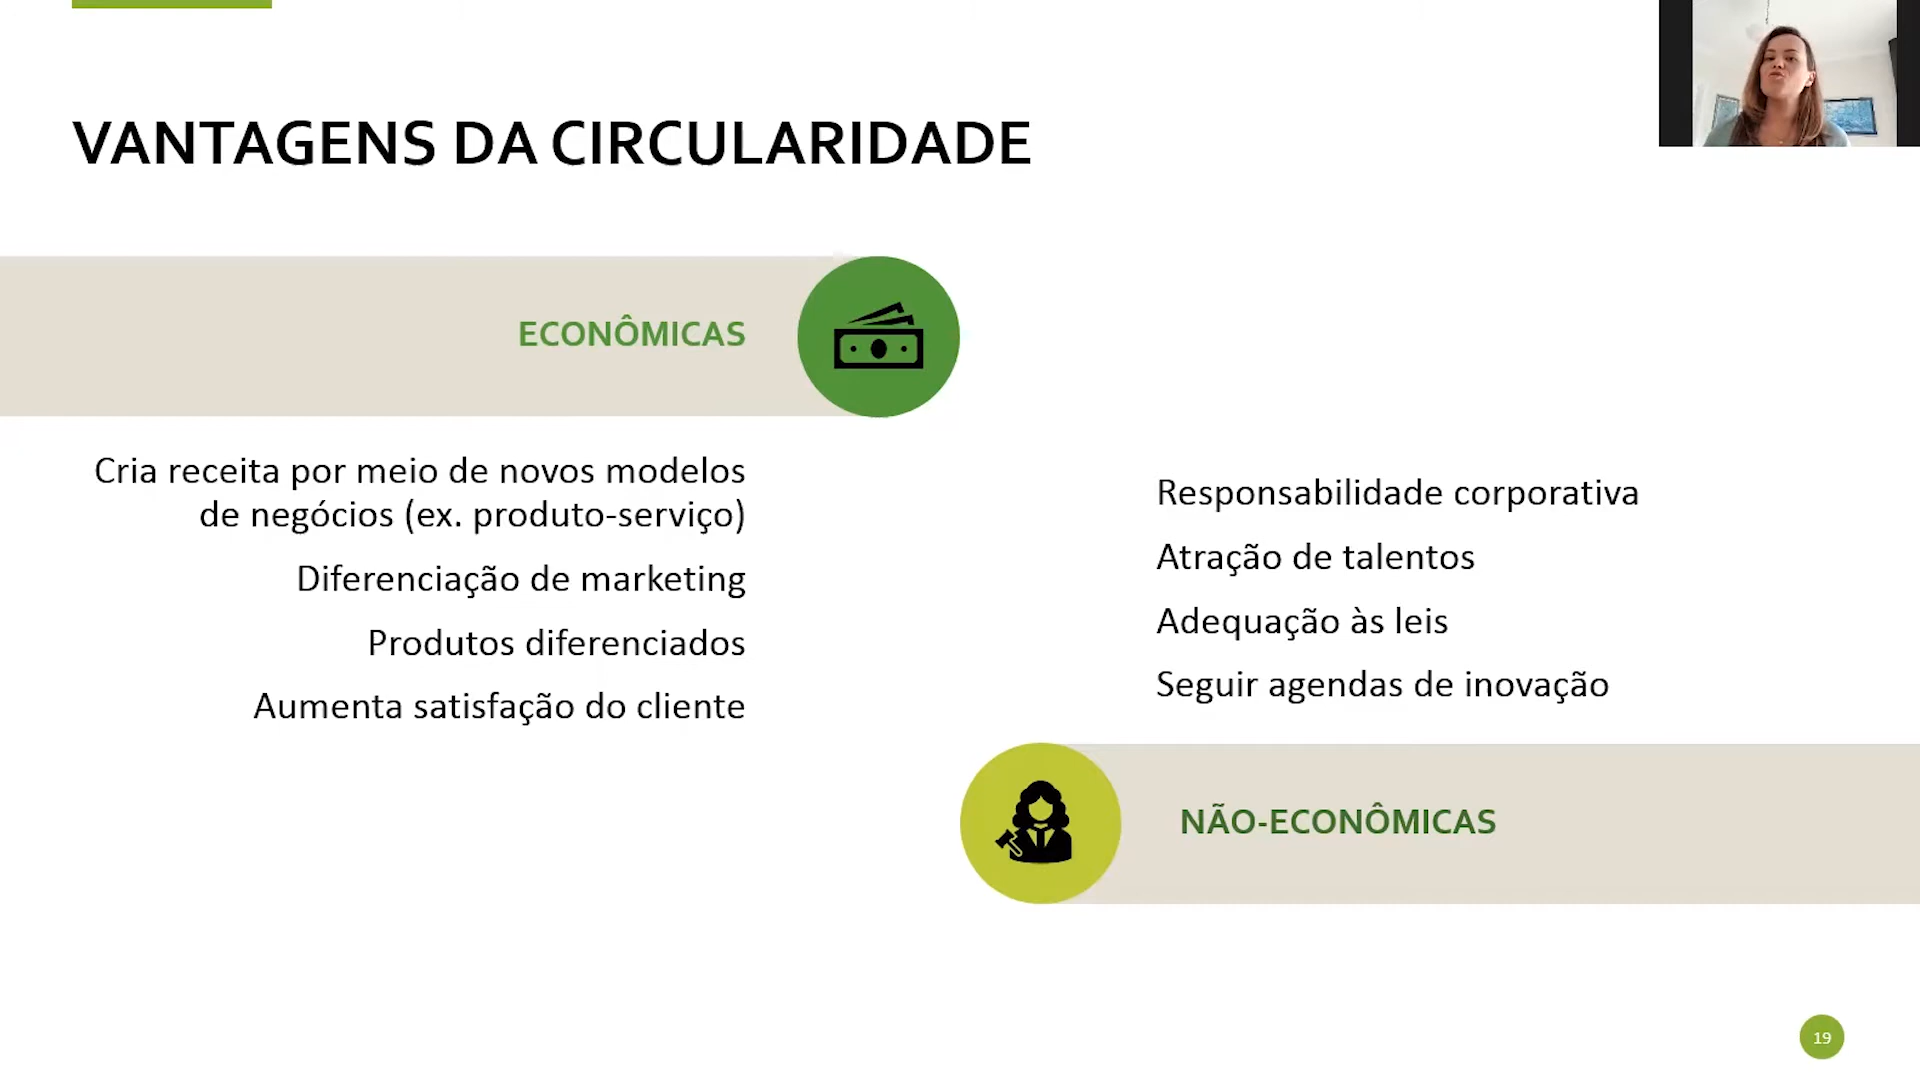 VANTAGENS DA CIRCULARIDADE
ECONÔMICAS
Cria receita por meio de novos modelos
de negócios (ex. produto-serviço)
Diferenciação de marketing
Produtos diferenciados
Aumenta satisfação do cliente
Responsabilidade corporativa
Atração de talentos
Adequação às leis
Seguir agendas de inovação
NÃO-ECONÔMICAS
19